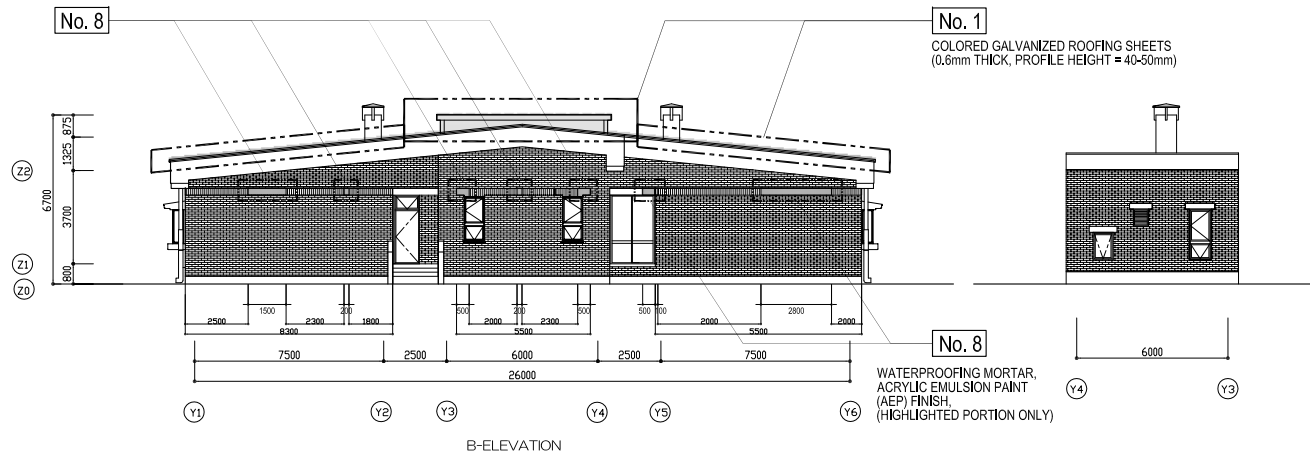 No. 8
No. 1
COLORED GALVANIZED ROOFING SHEETS
(0.6mm THICK, PROFILE HEIGHT = 40-50mm)
875
1325
Z2
6700
3700
Z1
800
Z0
1500
200
500
200
500
500
100
2800
2500
2300
1800
2000
2300
2000
2000
8300
5500
5500
7500
2500
6000
2500
7500
6000
26000
No. 8
WATERPROOFING MORTAR,
ACRYLIC EMULSION PAINT
(AEP) FINISH,
(HIGHLIGHTED PORTION ONLY)
Y1
Y2
Y3
Y4
Y5
Y6
Y4
Y3
B-ELEVATION